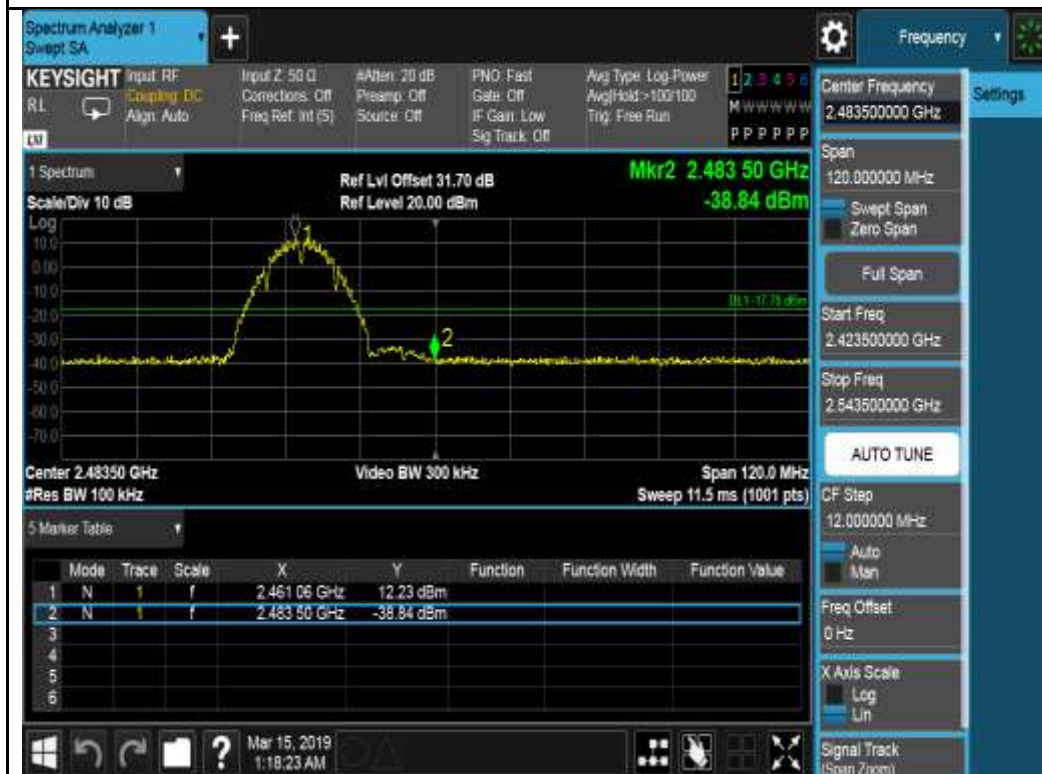 Spectrum Analyzer 1
Swept SA
Frequency
KEYSIGHT Input: RF Input Z: 50 Ω #Atten: 20 dB PNO: Fast Avg Type: Log-Power 1 2 3 4 5 6
RL Coupling: DC Corrections: Off Preamp: Off Gate: Off Avg|Hold:>100/100 M W W W W W
Align: Auto Freq Ref: Int (S) Source: Off IF Gain: Low Trig: Free Run
Sig Track: Off P P P P P P
Center Frequency
2.483500000 GHz
Settings
Span
120.000000 MHz
Swept Span
Zero Span
Full Span
Start Freq
2.423500000 GHz
Stop Freq
2.543500000 GHz
AUTO TUNE
CF Step
12.000000 MHz
Auto
Man
Freq Offset
0 Hz
X Axis Scale
Log
Lin
Signal Track
(Span Zoom)
1 Spectrum
Ref Lvl Offset 31.70 dB
Mkr2 2.483 50 GHz
Scale/Div 10 dB
Ref Level 20.00 dBm
-38.84 dBm
Log
10.0
0.00
-10.0
-20.0
-30.0
-40.0
-50.0
-60.0
-70.0
1
2
DL1 -17.78 dBm
Center 2.48350 GHz Video BW 300 kHz Span 120.0 MHz
#Res BW 100 kHz Sweep 11.5 ms (1001 pts)
5 Marker Table
Mode Trace Scale X Y Function Function Width Function Value
1 N 1 f 2.461 06 GHz 12.23 dBm
2 N 1 f 2.483 50 GHz -38.84 dBm
3
4
5
6
?
Mar 15, 2019
1:18:23 AM